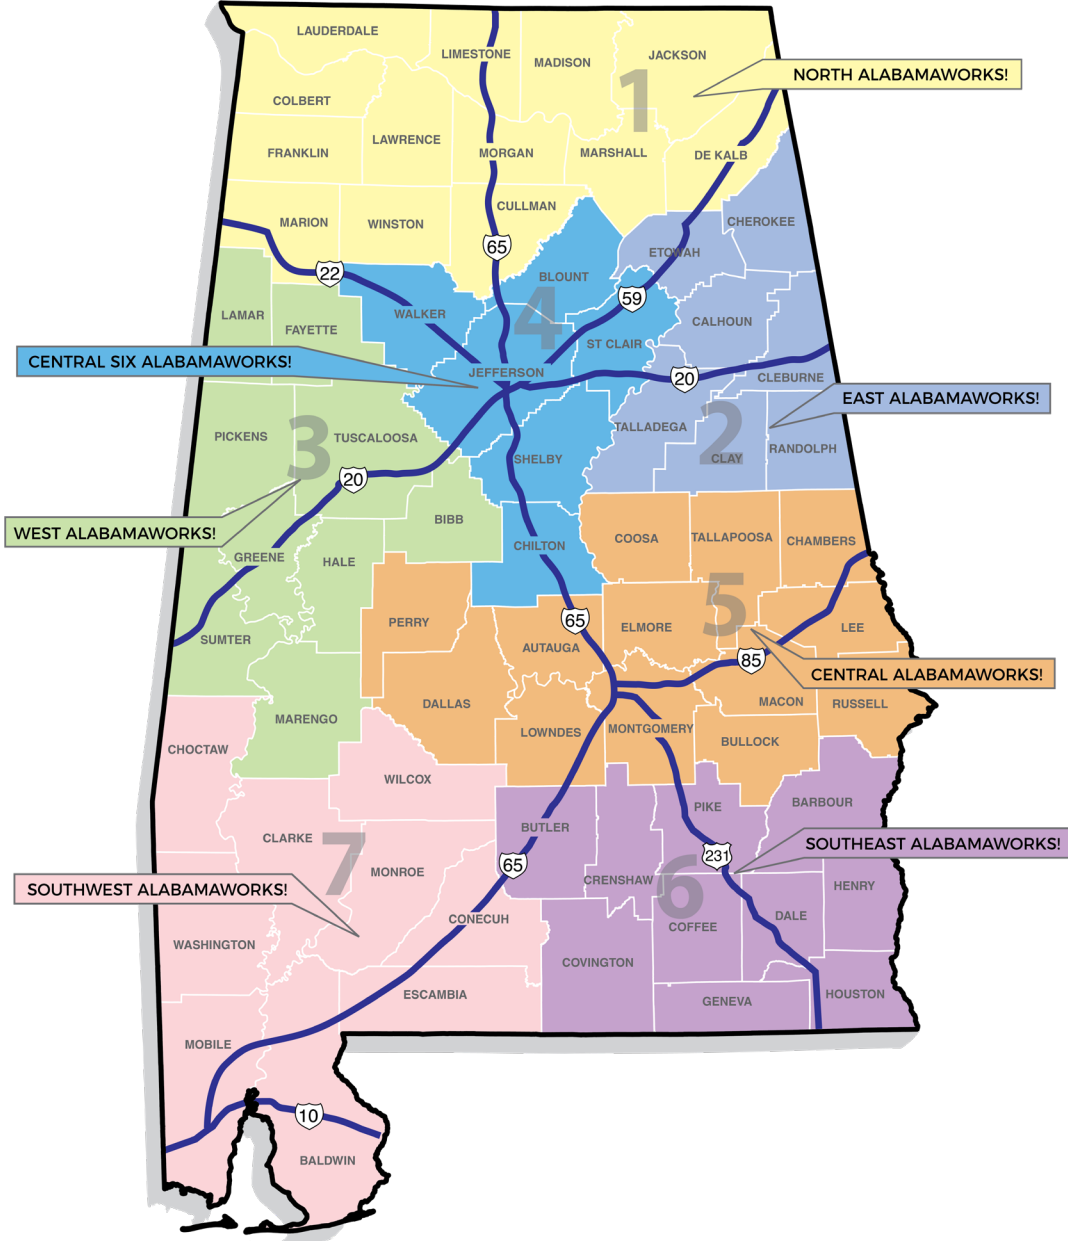 LAUDERDALE
LIMESTONE
MADISON
JACKSON
NORTH ALABAMAWORKS!
1
COLBERT
LAWRENCE
FRANKLIN
MORGAN
MARSHALL
DE KALB
CULLMAN
MARION
WINSTON
CHEROKEE
65
ETOWAH
22
BLOUNT
59
4
LAMAR
FAYETTE
WALKER
CALHOUN
ST CLAIR
CENTRAL SIX ALABAMAWORKS!
JEFFERSON
20
CLEBURNE
EAST ALABAMAWORKS!
PICKENS
3
TUSCALOOSA
TALLADEGA
2
CLAY
RANDOLPH
SHELBY
20
WEST ALABAMAWORKS!
BIBB
GREENE
HALE
CHILTON
COOSA
TALLAPOOSA
CHAMBERS
5
PERRY
65
ELMORE
LEE
SUMTER
AUTAUGA
85
CENTRAL ALABAMAWORKS!
DALLAS
MACON
RUSSELL
MARENGO
LOWNDES
MONTGOMERY
BULLOCK
CHOCTAW
WILCOX
PIKE
BARBOUR
CLARKE
BUTLER
SOUTHEAST ALABAMAWORKS!
7
MONROE
65
231
CRENSHAW
6
HENRY
SOUTHWEST ALABAMAWORKS!
CONECUH
COFFEE
DALE
WASHINGTON
COVINGTON
ESCAMBIA
GENEVA
HOUSTON
MOBILE
10
BALDWIN